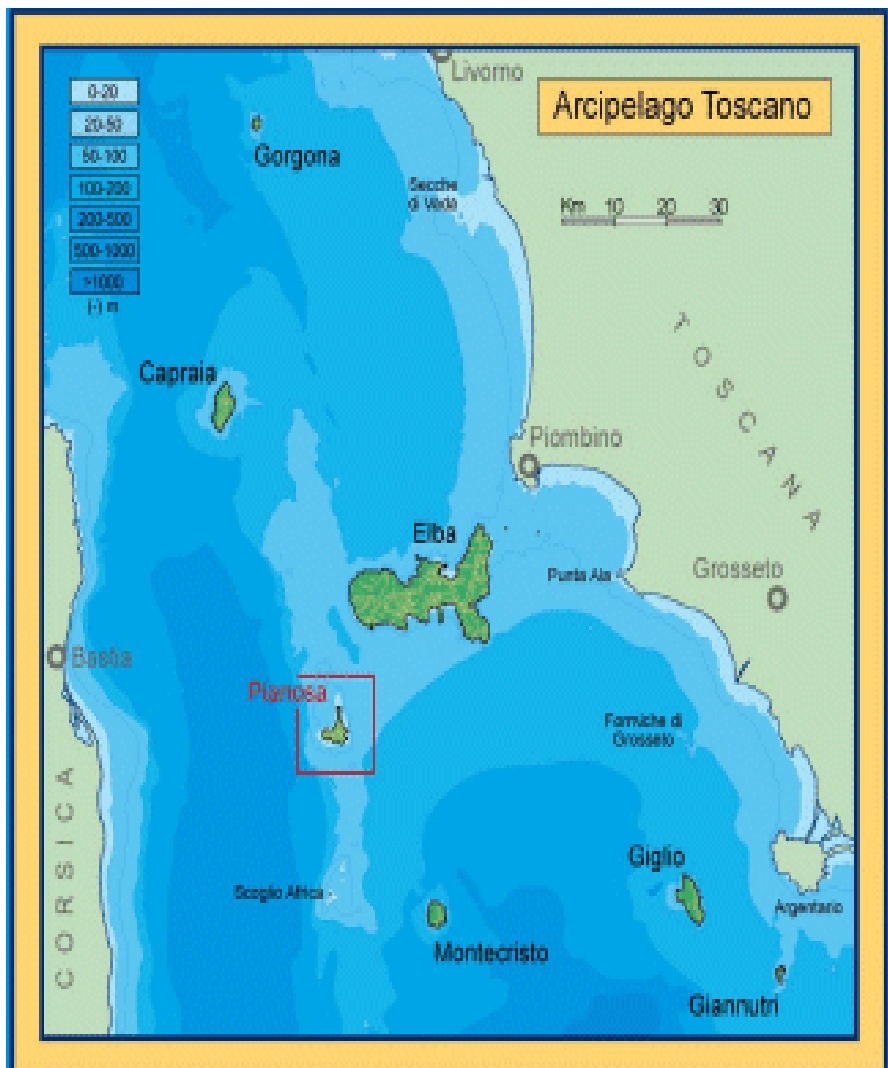 Livorno
Arcipelago Toscano
0-20
20-50
50-100
100-200
200-500
500-1000
>1000
(-) m
Gorgona
Secche
di Vada
Km 10 20 30
TOSCANA
Capraia
Piombino
Elba
Punta Ala
Grosseto
Bastia
Pianosa
Formiche di
Grosseto
CORSICA
Giglio
Scoglio Africa
Argentario
Montecristo
Giannutri